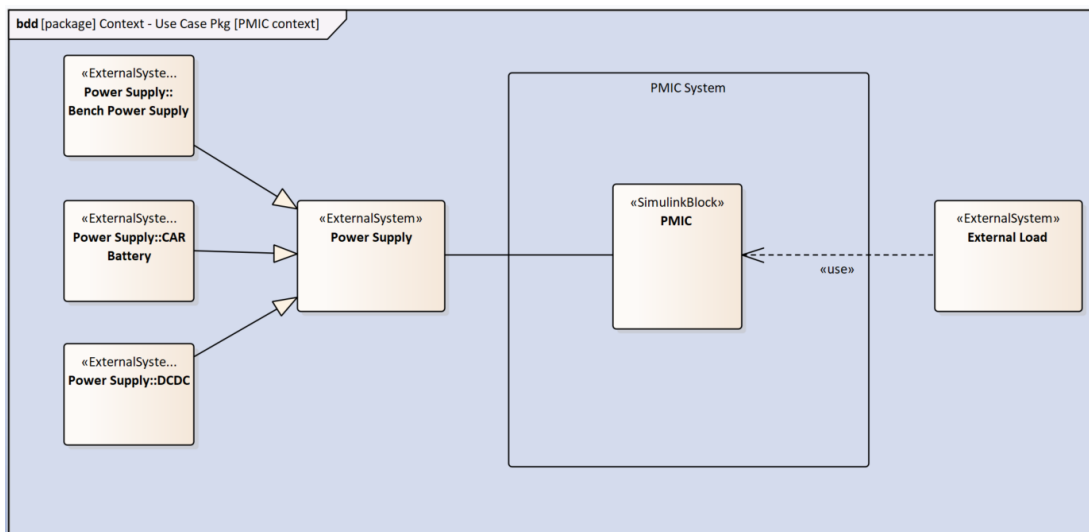 bdd [package] Context - Use Case Pkg [PMIC context]
«ExternalSyste...
Power Supply::
Bench Power Supply
«ExternalSyste...
Power Supply::CAR
Battery
«ExternalSyste...
Power Supply::DCDC
«ExternalSystem»
Power Supply
PMIC System
«SimulinkBlock»
PMIC
«use»
«ExternalSystem»
External Load